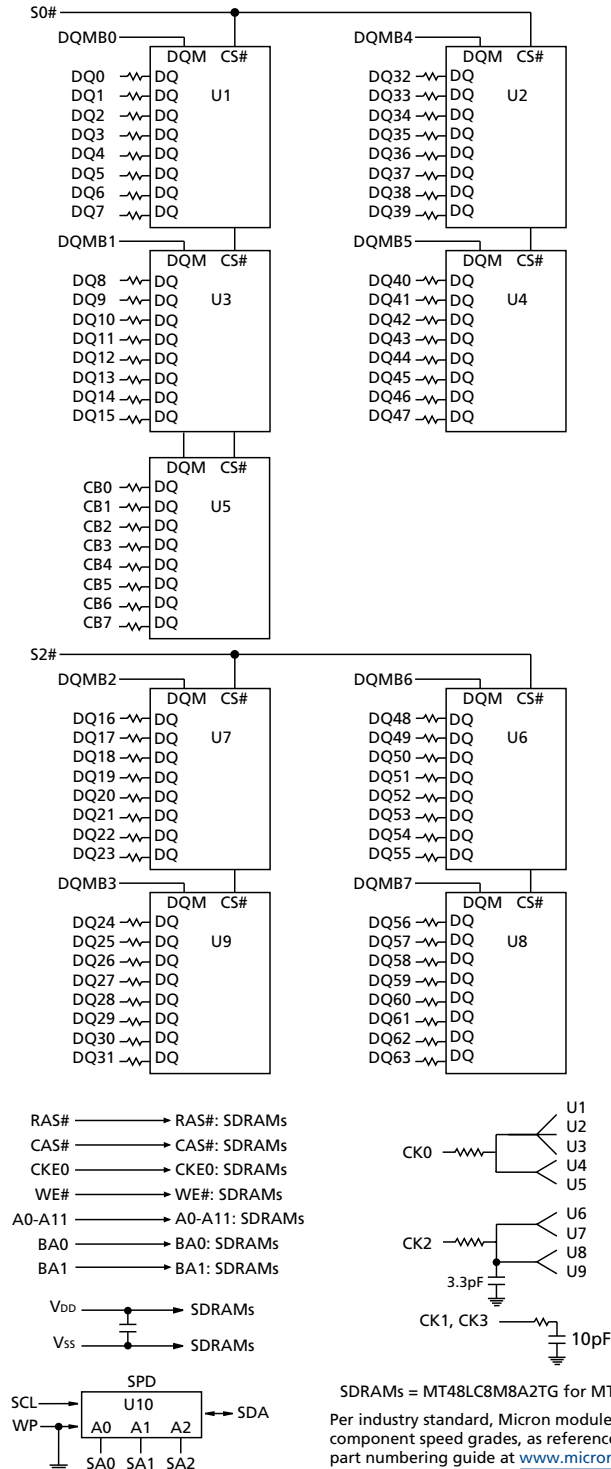 S0#
DQMB0
DQM CS#
DQ0 DQ
DQ1 DQ
DQ2 DQ
DQ3 DQ
DQ4 DQ
DQ5 DQ
DQ6 DQ
DQ7 DQ
U1
DQMB4
DQM CS#
DQ32 DQ
DQ33 DQ
DQ34 DQ
DQ35 DQ
DQ36 DQ
DQ37 DQ
DQ38 DQ
DQ39 DQ
U2
DQMB1
DQM CS#
DQ8 DQ
DQ9 DQ
DQ10 DQ
DQ11 DQ
DQ12 DQ
DQ13 DQ
DQ14 DQ
DQ15 DQ
U3
DQMB5
DQM CS#
DQ40 DQ
DQ41 DQ
DQ42 DQ
DQ43 DQ
DQ44 DQ
DQ45 DQ
DQ46 DQ
DQ47 DQ
U4
DQM CS#
CB0 DQ
CB1 DQ
CB2 DQ
CB3 DQ
CB4 DQ
CB5 DQ
CB6 DQ
CB7 DQ
U5
S2#
DQMB2
DQM CS#
DQ16 DQ
DQ17 DQ
DQ18 DQ
DQ19 DQ
DQ20 DQ
DQ21 DQ
DQ22 DQ
DQ23 DQ
U7
DQMB6
DQM CS#
DQ48 DQ
DQ49 DQ
DQ50 DQ
DQ51 DQ
DQ52 DQ
DQ53 DQ
DQ54 DQ
DQ55 DQ
U6
DQMB3
DQM CS#
DQ24 DQ
DQ25 DQ
DQ26 DQ
DQ27 DQ
DQ28 DQ
DQ29 DQ
DQ30 DQ
DQ31 DQ
U9
DQMB7
DQM CS#
DQ56 DQ
DQ57 DQ
DQ58 DQ
DQ59 DQ
DQ60 DQ
DQ61 DQ
DQ62 DQ
DQ63 DQ
U8
RAS# RAS#: SDRAMs
CAS# CAS#: SDRAMs
CKE0 CKE0: SDRAMs
WE# WE#: SDRAMs
A0-A11 A0-A11: SDRAMs
BA0 BA0: SDRAMs
BA1 BA1: SDRAMs
VDD SDRAMs
Vss SDRAMs
CK0
U1
U2
U3
U4
U5
CK2
U6
U7
U8
U9
3.3pF
CK1, CK3
10pF
SPD
SCL
WP
U10
A0 A1 A2
SDA
SA0 SA1 SA2
SDRAMs = MT48LC8M8A2TG for MT
Per industry standard, Micron module
component speed grades, as reference
part numbering guide at www.micron